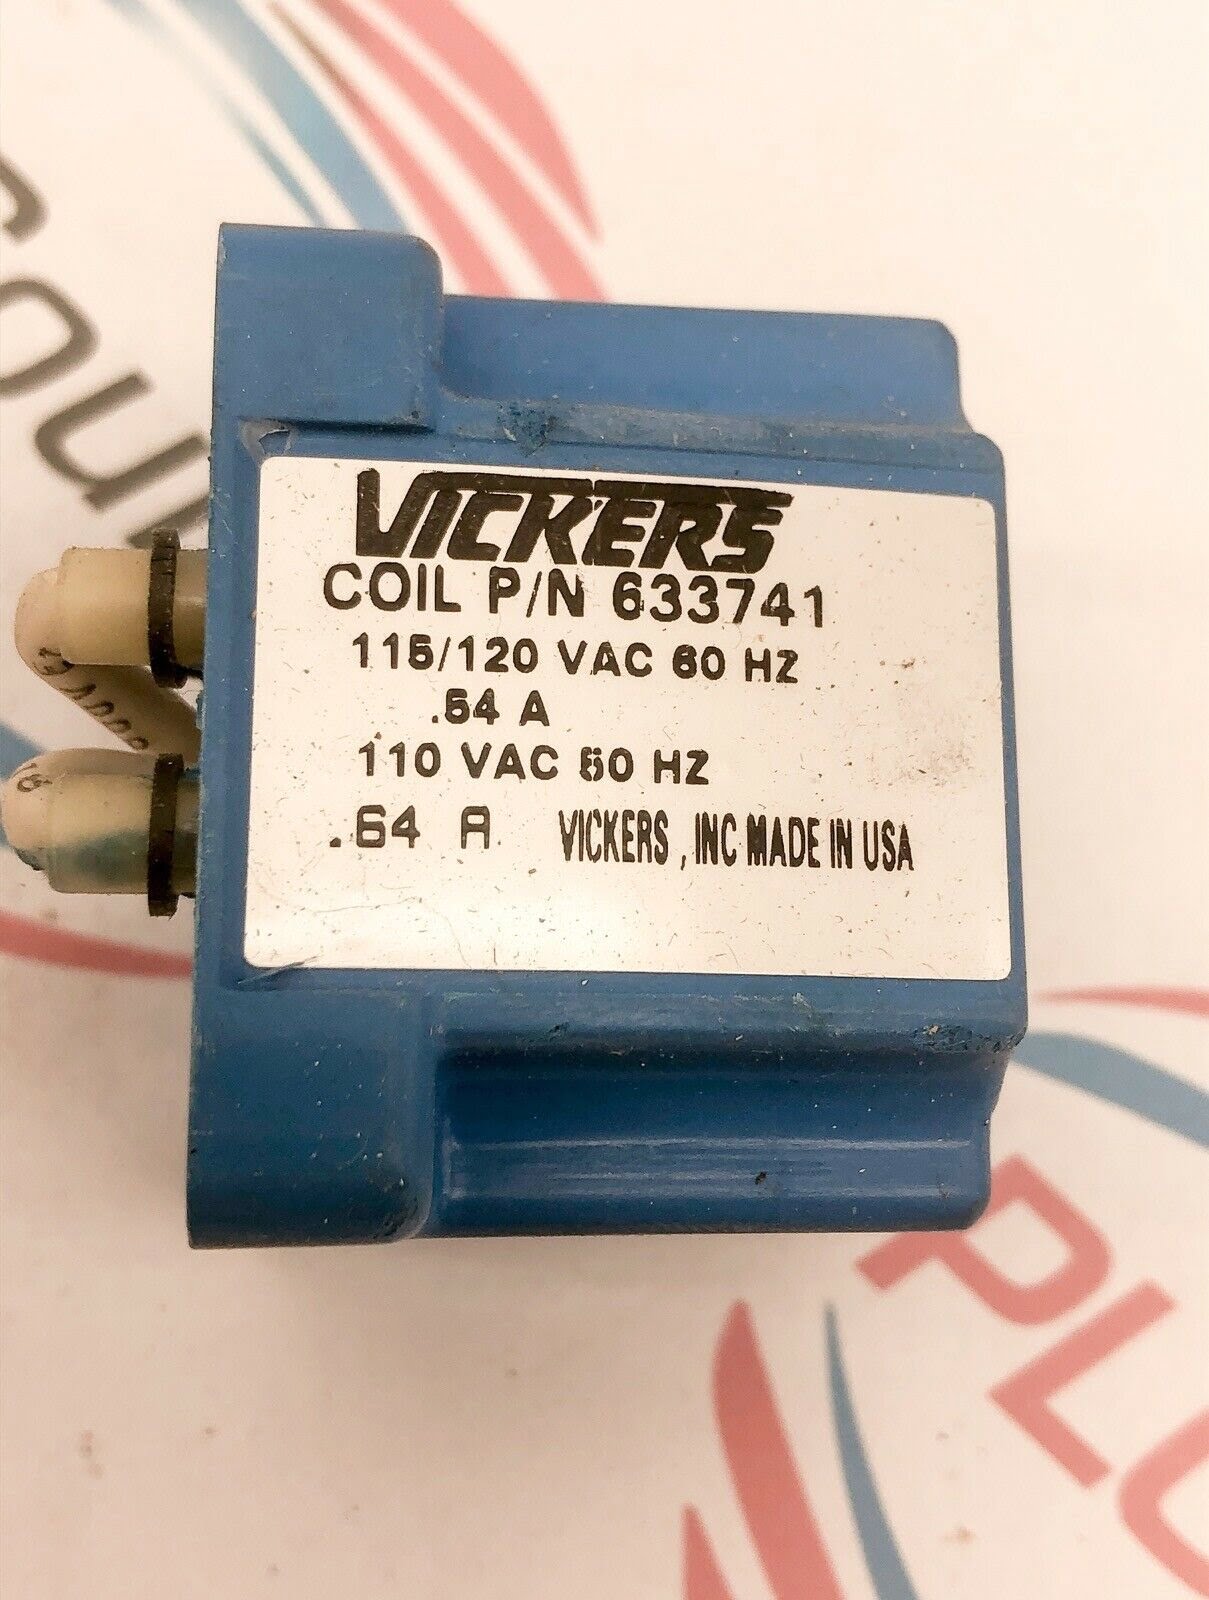 VICKERS
COIL P/N 633741
115/120 VAC 60 HZ
.54 A
110 VAC 50 HZ
.64 A VICKERS, INC MADE IN USA
PLC